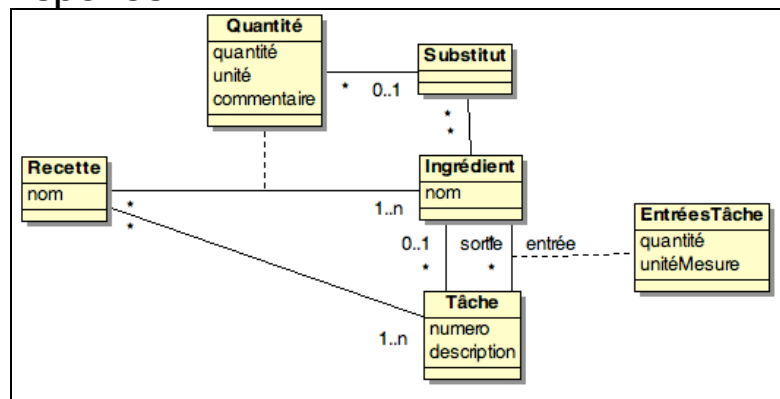 Quantité
quantité
unité
commentaire
Substitut
*
0..1
*
*
Recette
nom
Ingrédient
nom
*
*
1..n
EntréesTâche
quantité
unitéMesure
0..1
sortie
*
entrée
*
*
Tâche
numero
description
1..n